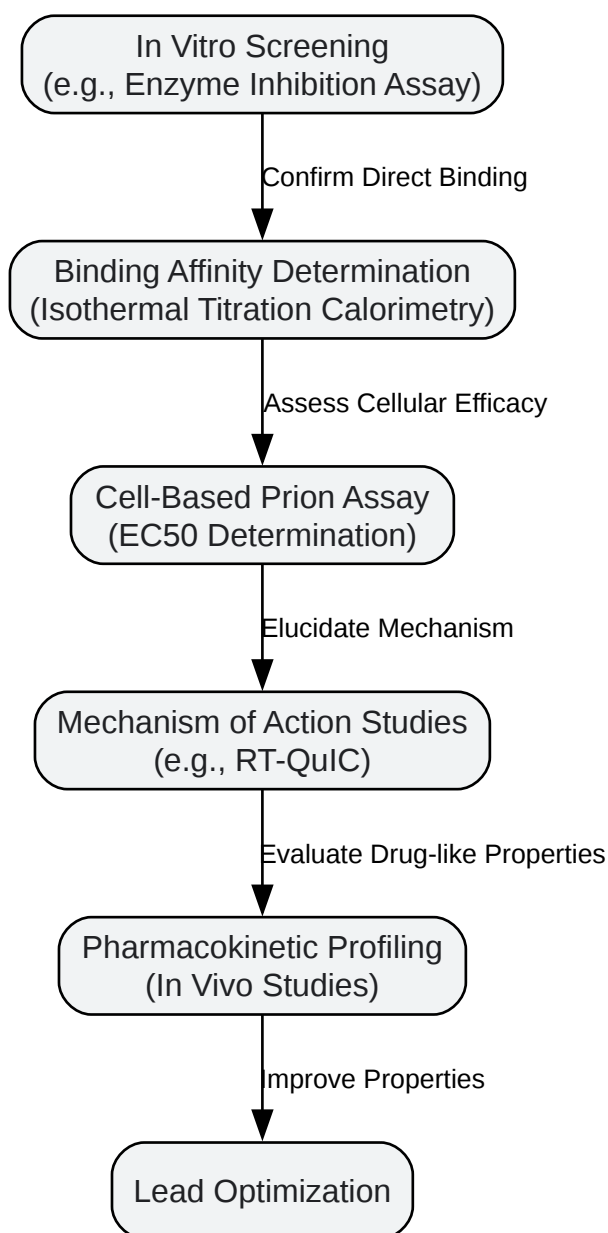 In Vitro Screening
(e.g., Enzyme Inhibition Assay)
Confirm Direct Binding
Binding Affinity Determination
(Isothermal Titration Calorimetry)
Assess Cellular Efficacy
Cell-Based Prion Assay
(EC50 Determination)
Elucidate Mechanism
Mechanism of Action Studies
(e.g., RT-QuIC)
Evaluate Drug-like Properties
Pharmacokinetic Profiling
(In Vivo Studies)
Improve Properties
Lead Optimization